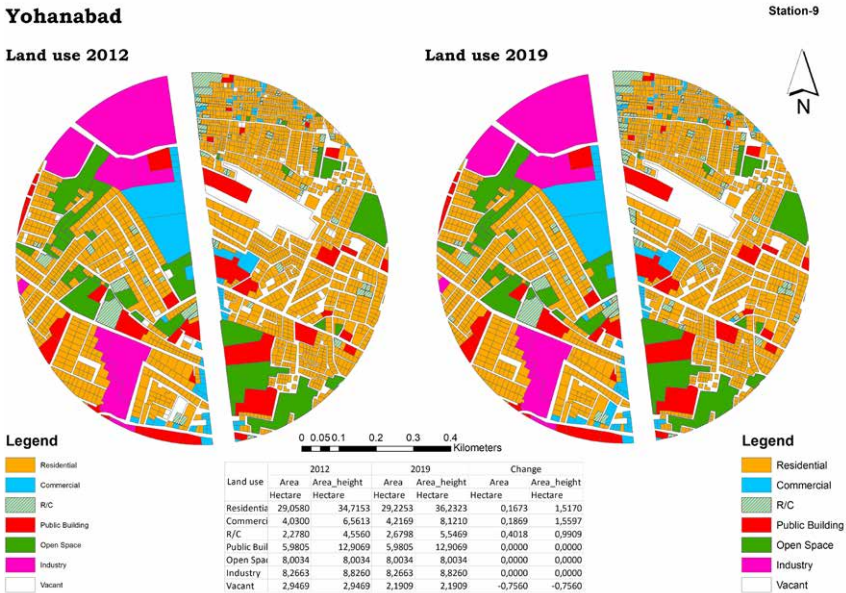 Yohanabad
Station-9
Land use 2012
Land use 2019
N
0 0.050.1 0.2 0.3 0.4
Kilometers
Legend
Residential
Commercial
R/C
Public Building
Open Space
Industry
Vacant
2012 2019 Change
Land use Area Area_height Area Area_height Area Area_height
Hectare Hectare Hectare Hectare Hectare Hectare
Residentia 29,0580 34,7153 29,2253 36,2323 0,1673 1,5170
Commerci 4,0300 6,5613 4,2169 8,1210 0,1869 1,5597
R/C 2,2780 4,5560 2,6798 5,5469 0,4018 0,9909
Public Buil 5,9805 12,9069 5,9805 12,9069 0,0000 0,0000
Open Spac 8,0034 8,0034 8,0034 8,0034 0,0000 0,0000
Industry 8,2663 8,8260 8,2663 8,8260 0,0000 0,0000
Vacant 2,9469 2,9469 2,1909 2,1909 -0,7560 -0,7560
Legend
Residential
Commercial
R/C
Public Building
Open Space
Industry
Vacant